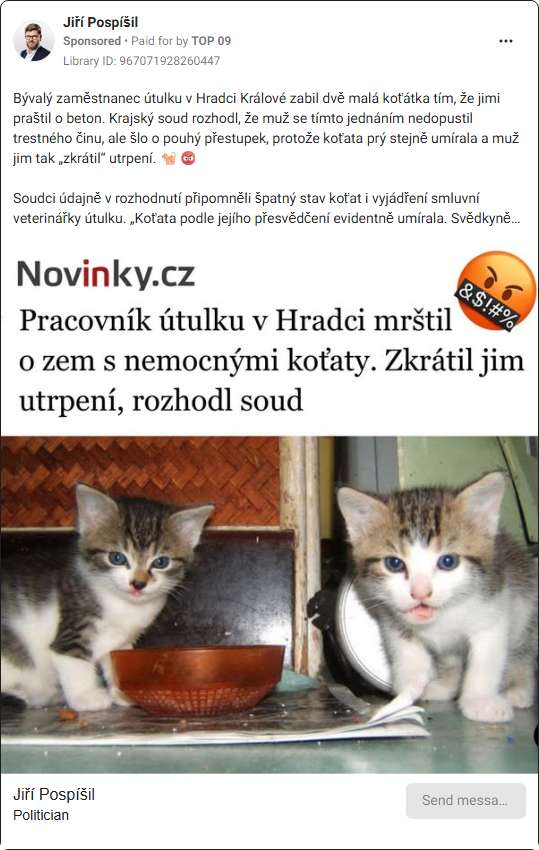 Jiří Pospíšil
Sponsored • Paid for by TOP 09
Library ID: 967071928260447
Bývalý zaměstnanec útulku v Hradci Králové zabil dvě malá koťátka tím, že jimi
praštil o beton. Krajský soud rozhodl, že muž se tímto jednáním nedopustil
trestného činu, ale šlo o pouhý přestupek, protože koťata prý stejně umírala a muž
jim tak „zkrátil“ utrpení. 🐈 😡
Soudci údajně v rozhodnutí připomněli špatný stav koťat i vyjádření smluvní
veterinářky útulku. „Koťata podle jejího přesvědčení evidentně umírala. Svědkyně…
Novinky.cz
&$!#%
Pracovník útulku v Hradci mrštil
o zem s nemocnými koťaty. Zkrátil jim
utrpení, rozhodl soud
Jiří Pospíšil
Politician
Send messa...